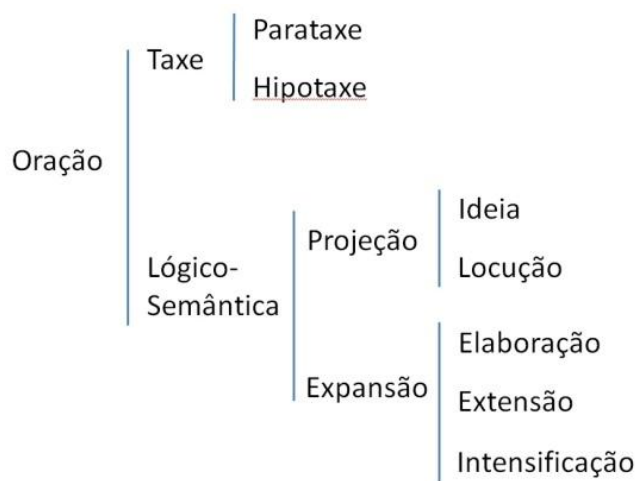 Parataxe
Taxe
Hipotaxe
Oração
Ideia
Projeção
Lógico-
Semântica
Locução
Elaboração
Expansão
Extensão
Intensificação